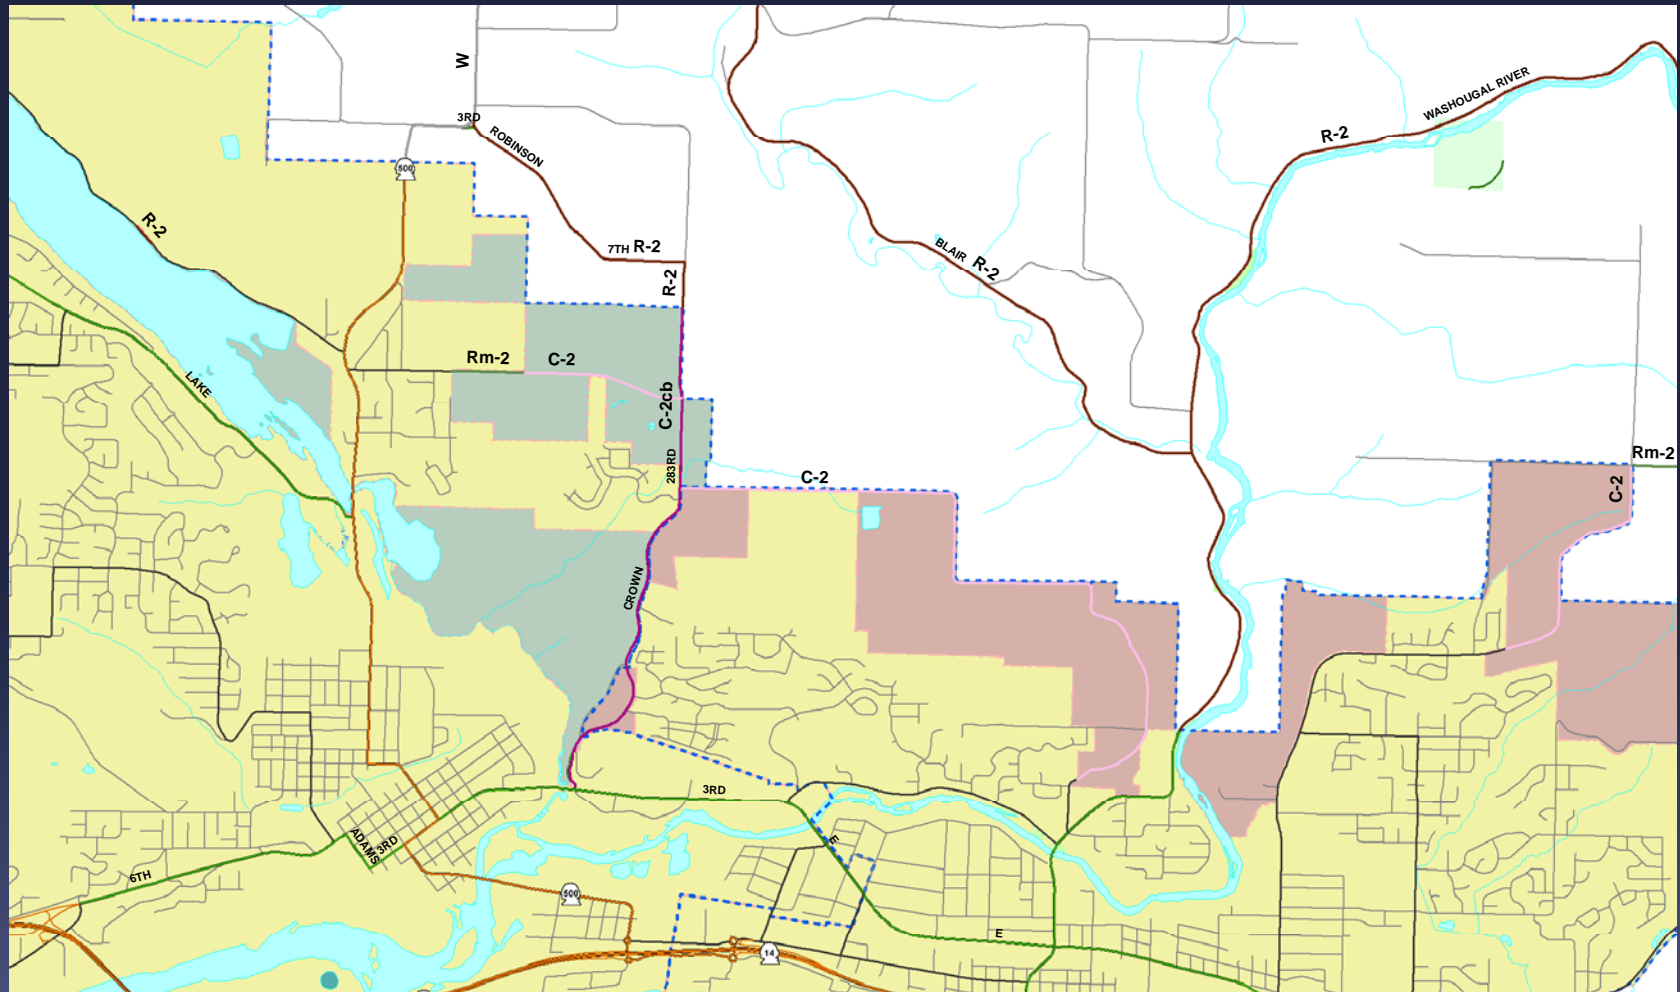 W
3RD
ROBINSON
500
WASHOUGAL RIVER
R-2
R-2
7TH R-2
R-2
BLAIR R-2
Rm-2
C-2
C-2cb
LAKE
283RD
C-2
Rm-2
C-2
CROWN
3RD
E
ADAMS
3RD
6TH
500
E
14